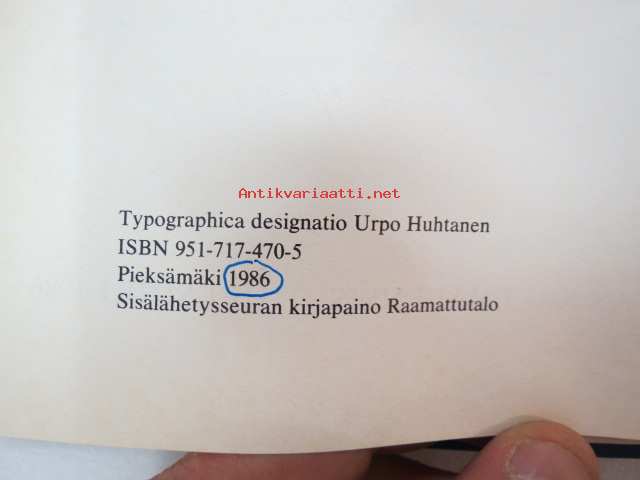 Antikvariaatti.net
Typographica designatio Urpo Huhtanen
ISBN 951-717-470-5
Pieksämäki 1986
Sisälähetysseuran kirjapaino Raamattutalo